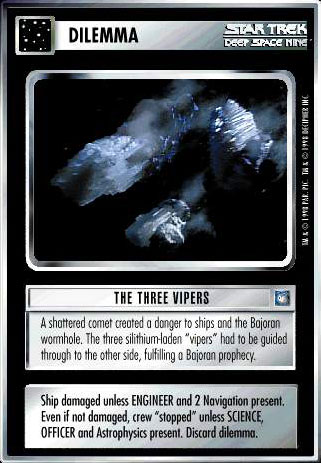 DILEMMA
STAR TREK
DEEP SPACE NINE
TM & © 1998 PAR. PIC. TM & © 1998 DECIPHER INC.
THE THREE VIPERS
A shattered comet created a danger to ships and the Bajoran
wormhole. The three silithium-laden "vipers" had to be guided
through to the other side, fulfilling a Bajoran prophecy.
Ship damaged unless ENGINEER and 2 Navigation present.
Even if not damaged, crew "stopped" unless SCIENCE,
OFFICER and Astrophysics present. Discard dilemma.